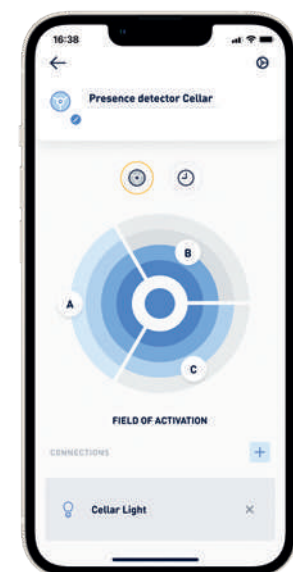 16:38
Presence detector Cellar
B
A
C
FIELD OF ACTIVATION
CONNECTIONS
+
Cellar Light
×